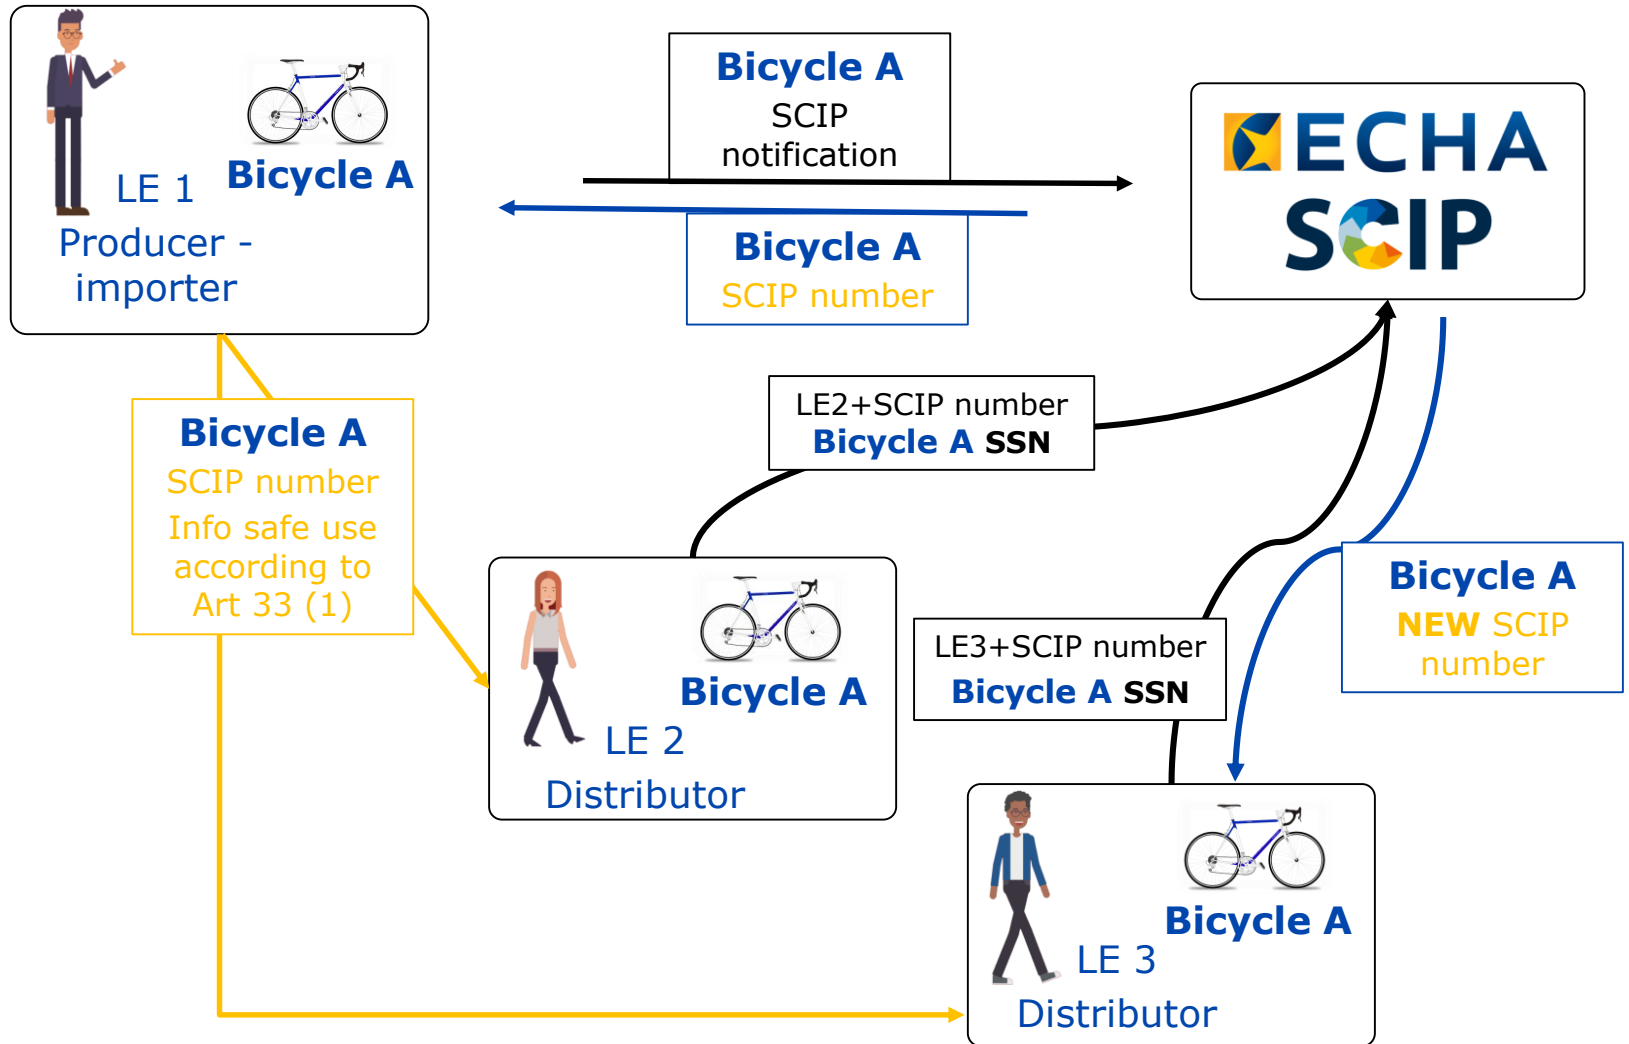 Bicycle A
LE 1
Producer -
importer
Bicycle A
SCIP
notification
Bicycle A
SCIP number
ECHA
SCIP
Bicycle A
SCIP number
Info safe use
according to
Art 33 (1)
LE2+SCIP number
Bicycle A SSN
Bicycle A
LE 2
Distributor
LE3+SCIP number
Bicycle A SSN
Bicycle A
NEW SCIP
number
Bicycle A
LE 3
Distributor